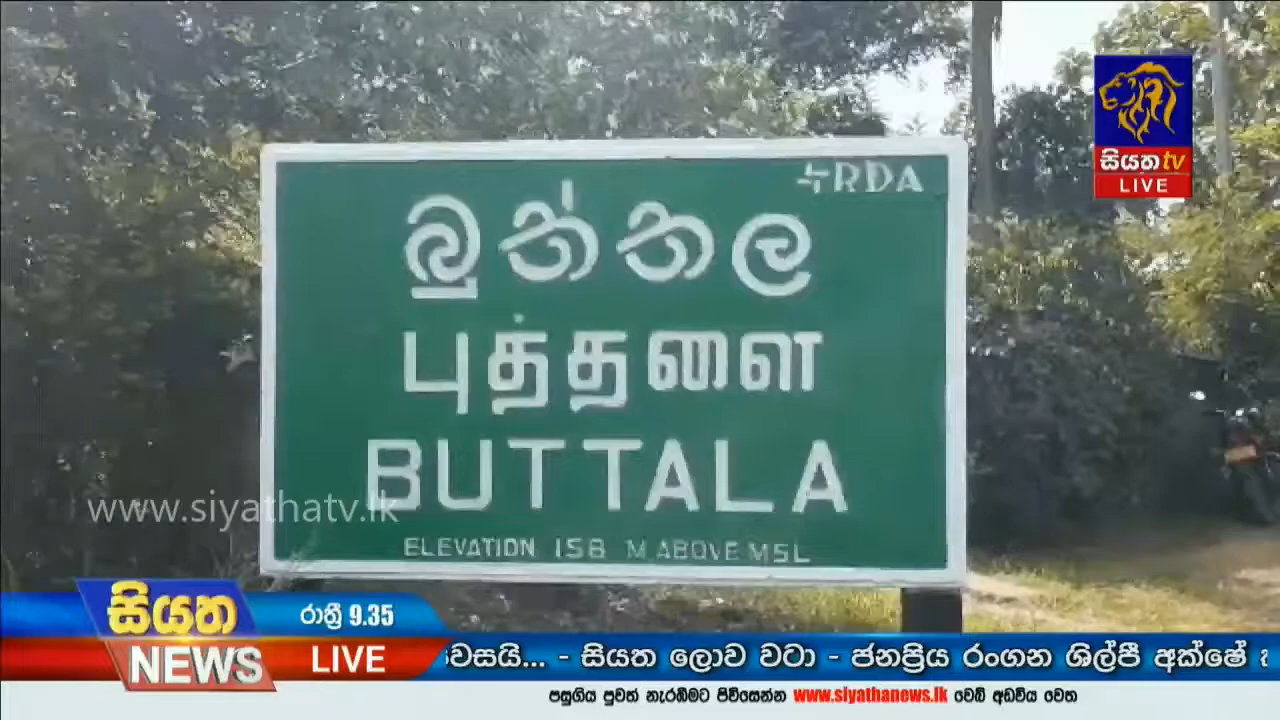 සියත tv
LIVE
RDA
බුත්තල
புத்தளை
BUTTALA
www.siyathatv.lk
ELEVATION 158 M ABOVE MSL
සියත
රාත්‍රී 9.35
NEWS
LIVE
වසයි... - සියත ලොව වටා - ජනප්‍රිය රංගන ශිල්පී අක්ෂේ
පසුගිය පුවත් නැරඹීමට පිවිසෙන්න www.siyathanews.lk වෙබ් අඩවිය වෙත